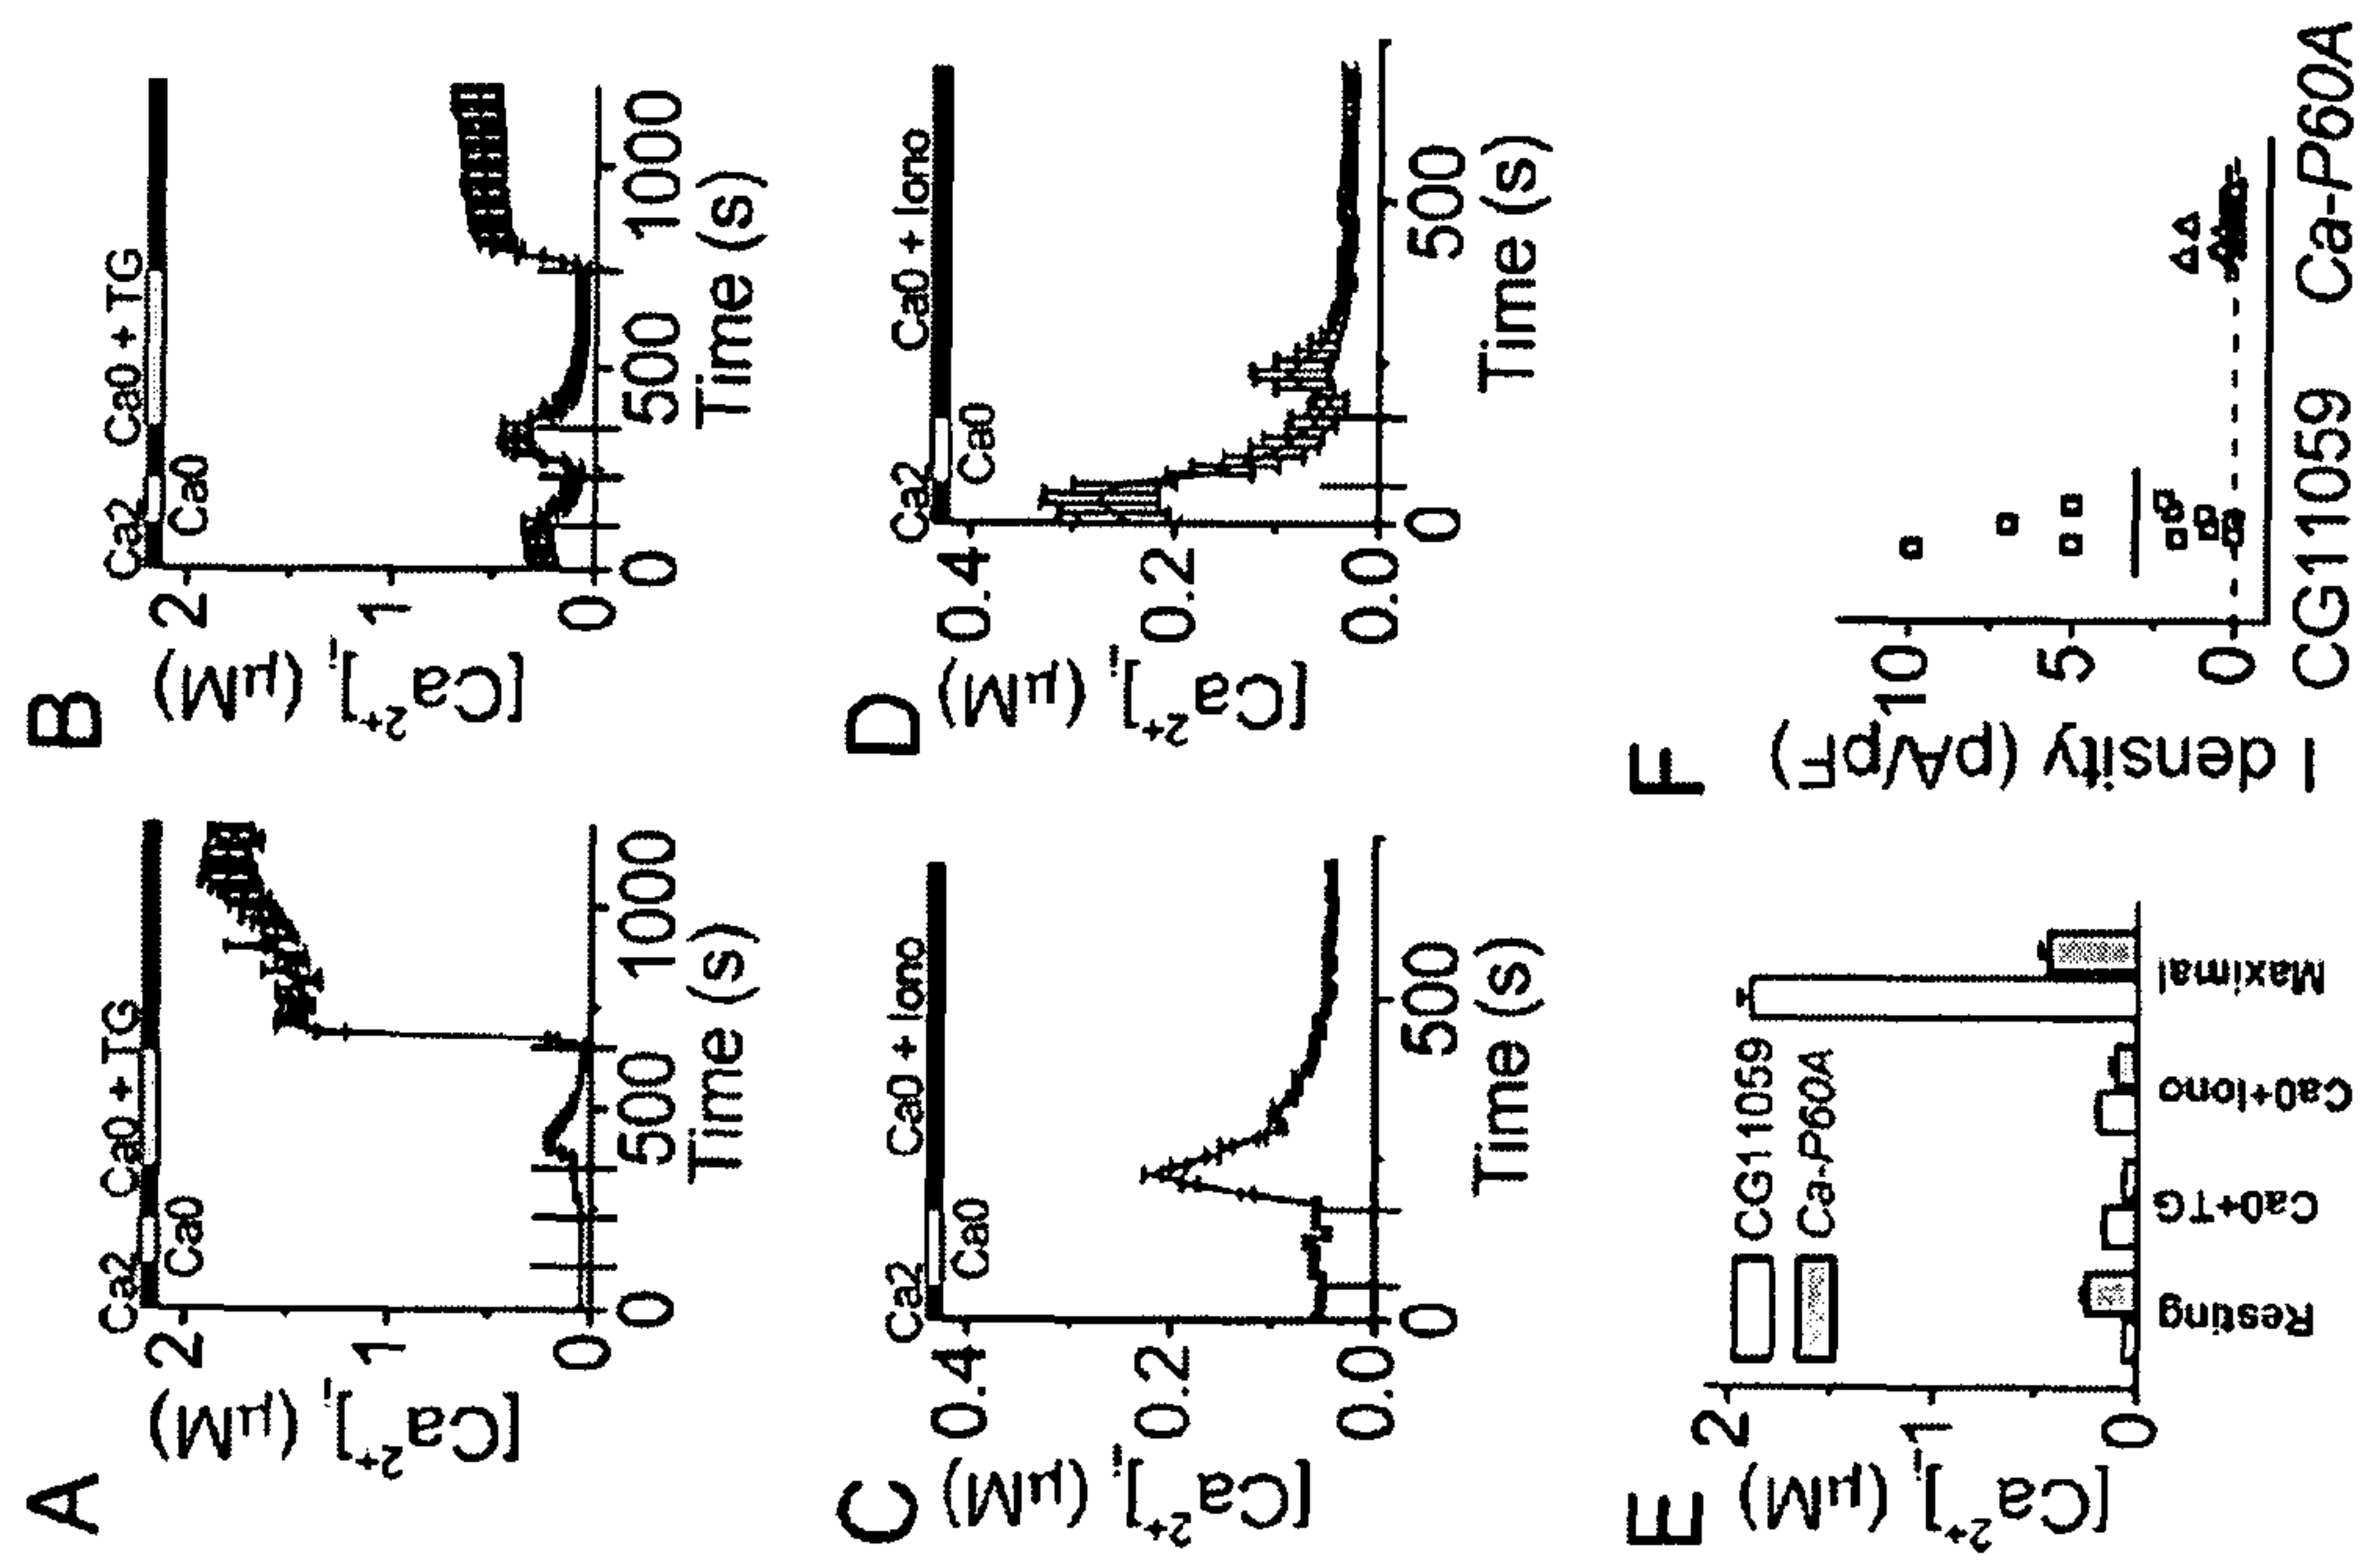 A
[Ca²⁺]ᵢ (µM)
2
1
0
Ca2
Ca0
Ca0 + TG
0
500
1000
Time (s)
B
[Ca²⁺]ᵢ (µM)
2
1
0
Ca2
Ca0
Ca0 + TG
0
500
1000
Time (s)
C
[Ca²⁺]ᵢ (µM)
0.4
0.2
0.0
Ca2
Ca0
Ca0 + Iono
0
500
Time (s)
D
[Ca²⁺]ᵢ (µM)
0.4
0.2
0.0
Ca2
Ca0
Ca0 + Iono
0
500
Time (s)
E
[Ca²⁺]ᵢ (µM)
2
1
0
CG11059
Ca-P60A
Resting
Ca0+TG
Ca0+Iono
Maximal
F
I density (pA/pF)
10
5
0
CG11059
Ca-P60A